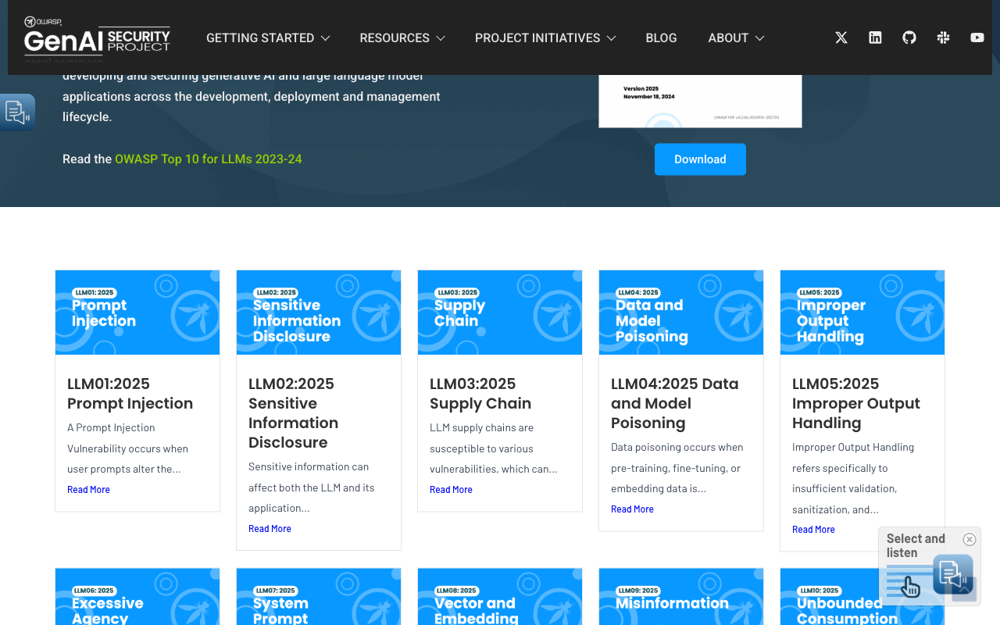 OWASP
GenAI SECURITY PROJECT
genai.owasp.org
GETTING STARTED
RESOURCES
PROJECT INITIATIVES
BLOG
ABOUT
developing and securing generative AI and large language model
applications across the development, deployment and management
lifecycle.
Read the OWASP Top 10 for LLMs 2023-24
Version 2025
November 18, 2024
Download
LLM01: 2025
Prompt
Injection
LLM01:2025
Prompt Injection
A Prompt Injection
Vulnerability occurs when
user prompts alter the...
Read More
LLM02: 2025
Sensitive
Information
Disclosure
LLM02:2025
Sensitive
Information
Disclosure
Sensitive information can
affect both the LLM and its
application...
Read More
LLM03: 2025
Supply
Chain
LLM03:2025
Supply Chain
LLM supply chains are
susceptible to various
vulnerabilities, which can...
Read More
LLM04: 2025
Data and
Model
Poisoning
LLM04:2025 Data
and Model
Poisoning
Data poisoning occurs when
pre-training, fine-tuning, or
embedding data is...
Read More
LLM05: 2025
Improper
Output
Handling
LLM05:2025
Improper Output
Handling
Improper Output Handling
refers specifically to
insufficient validation,
sanitization, and...
Read More
LLM06: 2025
Excessive
Agency
LLM07: 2025
System
Prompt
LLM08: 2025
Vector and
Embedding
LLM09: 2025
Misinformation
LLM10: 2025
Unbounded
Consumption
Select and
listen